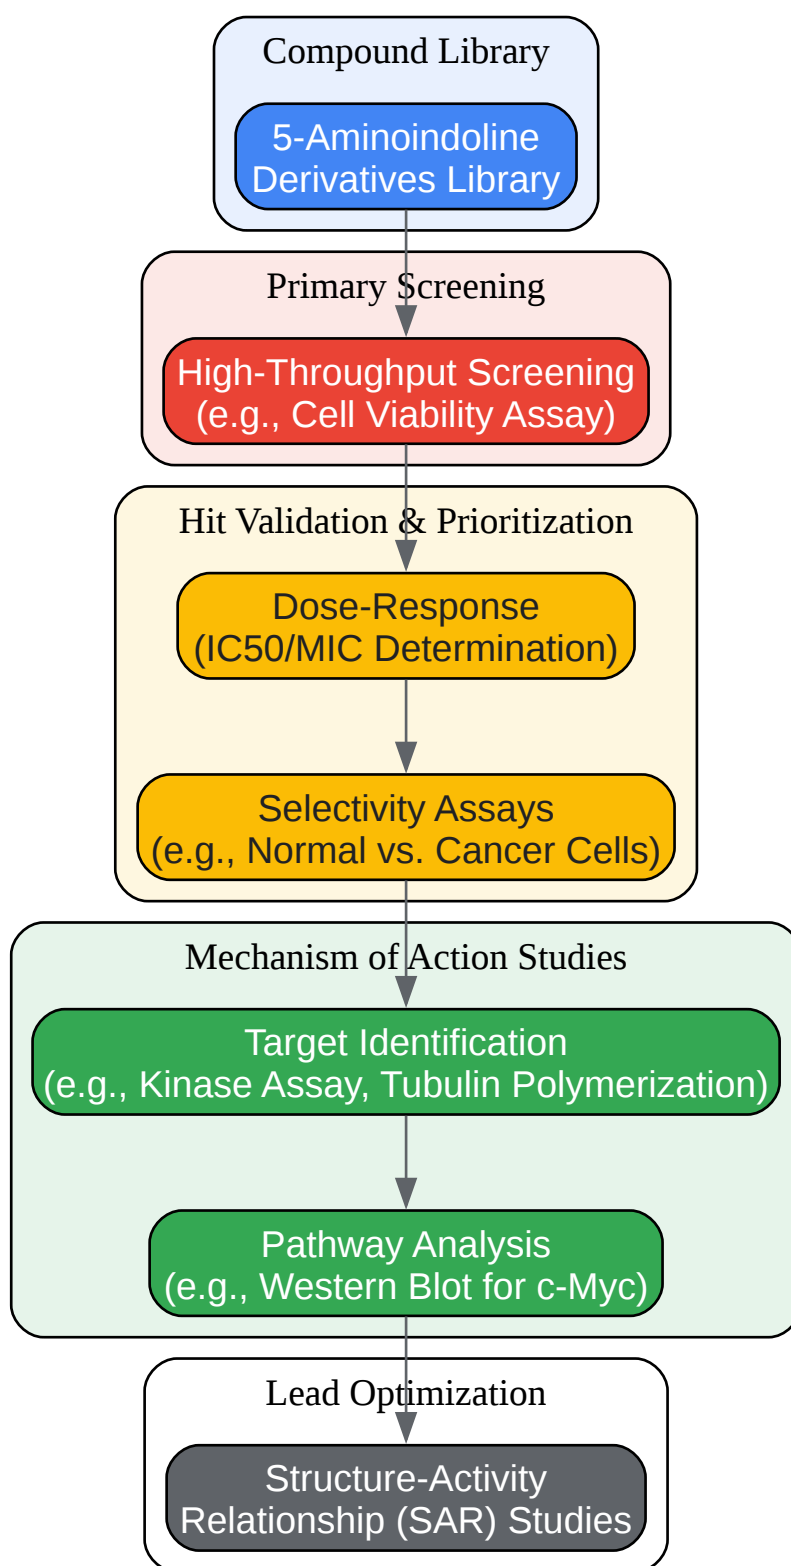 Compound Library
5-Aminoindoline
Derivatives Library
Primary Screening
High-Throughput Screening
(e.g., Cell Viability Assay)
Hit Validation & Prioritization
Dose-Response
(IC50/MIC Determination)
Selectivity Assays
(e.g., Normal vs. Cancer Cells)
Mechanism of Action Studies
Target Identification
(e.g., Kinase Assay, Tubulin Polymerization)
Pathway Analysis
(e.g., Western Blot for c-Myc)
Lead Optimization
Structure-Activity
Relationship (SAR) Studies